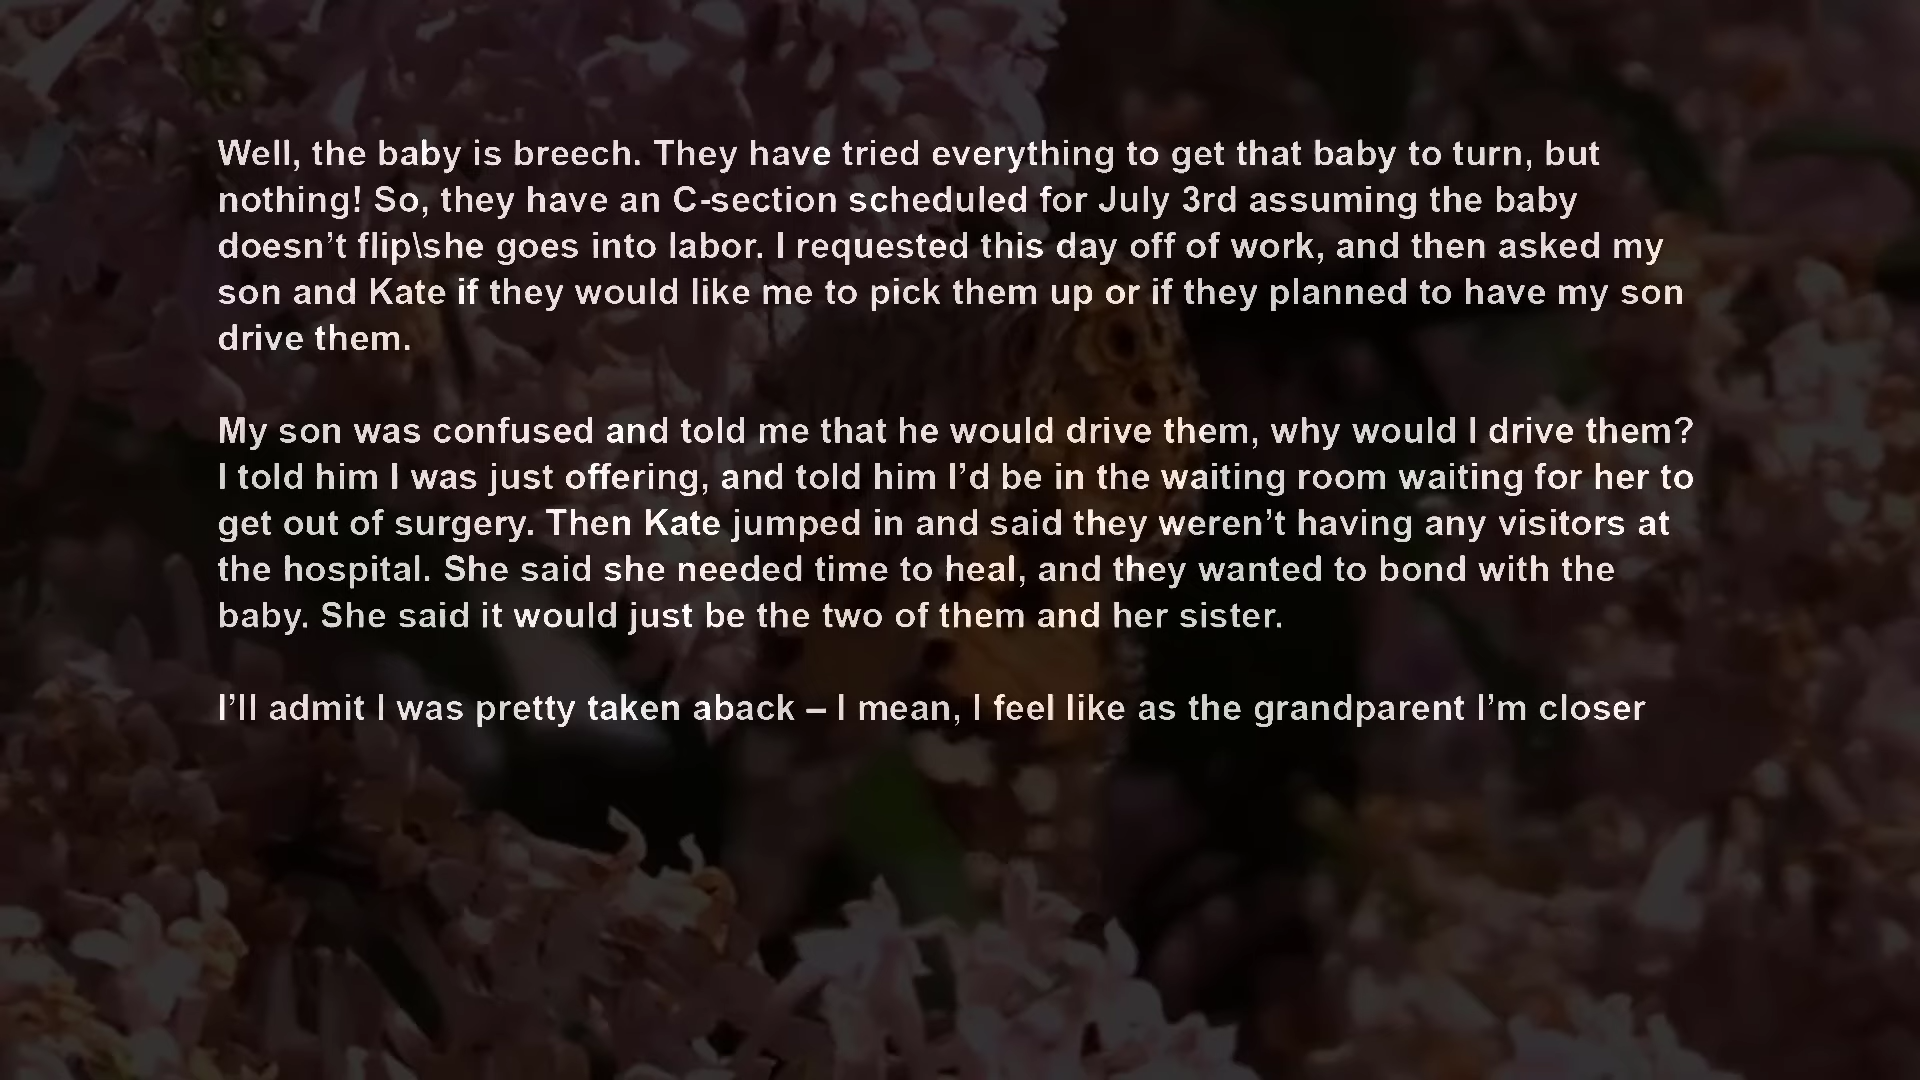 Well, the baby is breech. They have tried everything to get that baby to turn, but
nothing! So, they have an C-section scheduled for July 3rd assuming the baby
doesn’t flip\she goes into labor. I requested this day off of work, and then asked my
son and Kate if they would like me to pick them up or if they planned to have my son
drive them.
My son was confused and told me that he would drive them, why would I drive them?
I told him I was just offering, and told him I’d be in the waiting room waiting for her to
get out of surgery. Then Kate jumped in and said they weren’t having any visitors at
the hospital. She said she needed time to heal, and they wanted to bond with the
baby. She said it would just be the two of them and her sister.
I’ll admit I was pretty taken aback – I mean, I feel like as the grandparent I’m closer